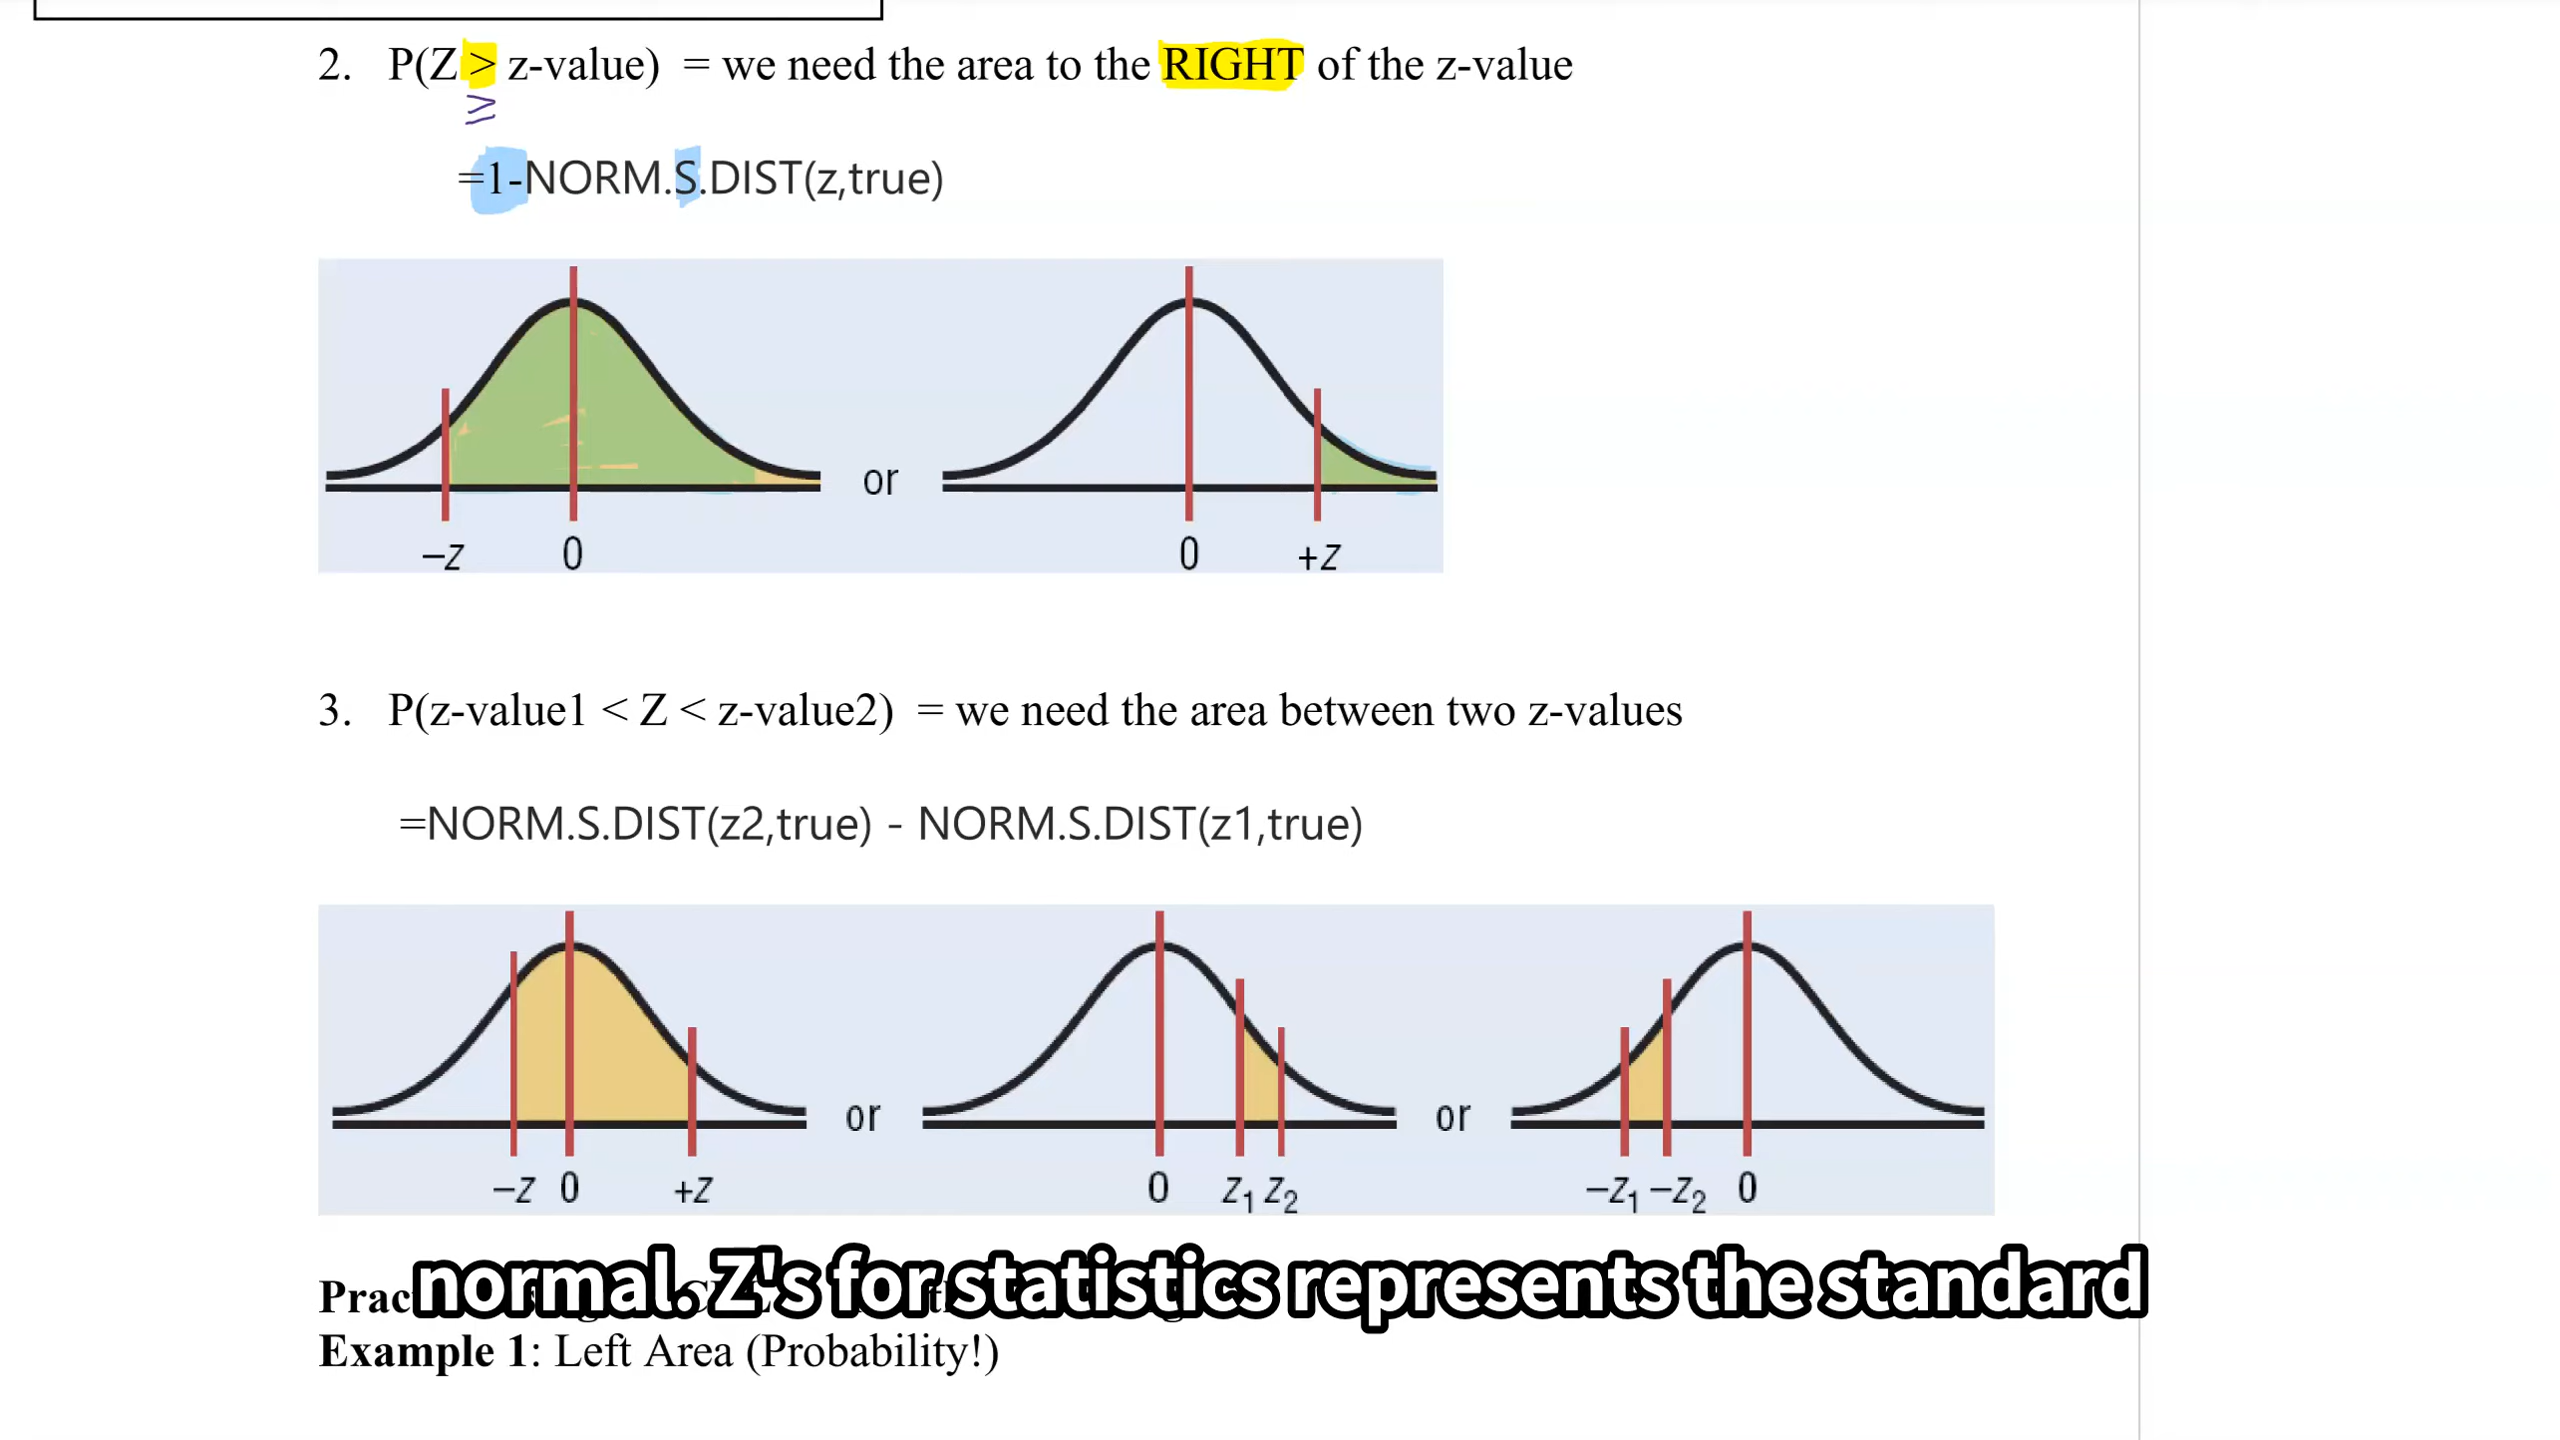 2. P(Z > z-value) = we need the area to the RIGHT of the z-value
≥
=1-NORM.S.DIST(z,true)
or
–z 0 0 +z
3. P(z-value1 < Z < z-value2) = we need the area between two z-values
=NORM.S.DIST(z2,true) - NORM.S.DIST(z1,true)
or or
–z 0 +z 0 z₁ z₂ –z₁ –z₂ 0
normal. Z's for statistics represents the standard
Example 1: Left Area (Probability!)